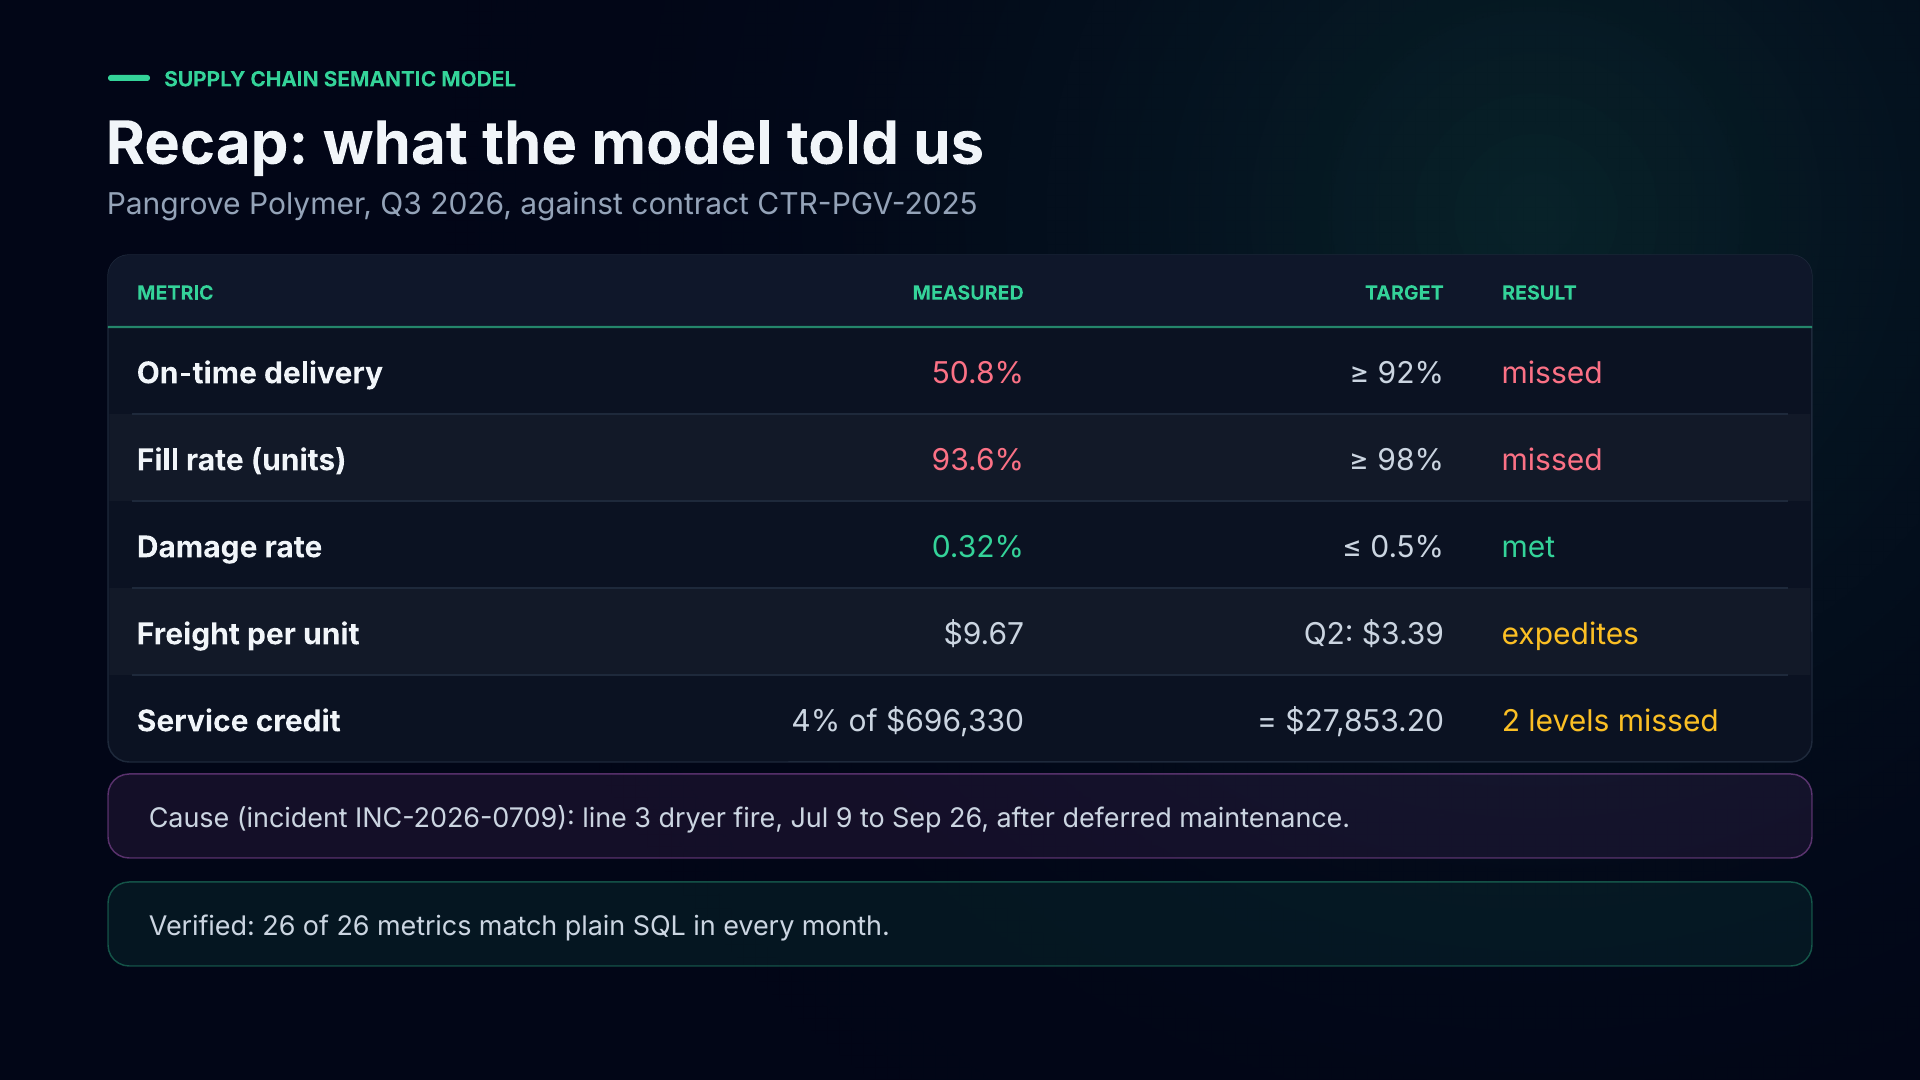 SUPPLY CHAIN SEMANTIC MODEL
Recap: what the model told us
Pangrove Polymer, Q3 2026, against contract CTR-PGV-2025
METRIC MEASURED TARGET RESULT
On-time delivery 50.8% ≥ 92% missed
Fill rate (units) 93.6% ≥ 98% missed
Damage rate 0.32% ≤ 0.5% met
Freight per unit $9.67 Q2: $3.39 expedites
Service credit 4% of $696,330 = $27,853.20 2 levels missed
Cause (incident INC-2026-0709): line 3 dryer fire, Jul 9 to Sep 26, after deferred maintenance.
Verified: 26 of 26 metrics match plain SQL in every month.